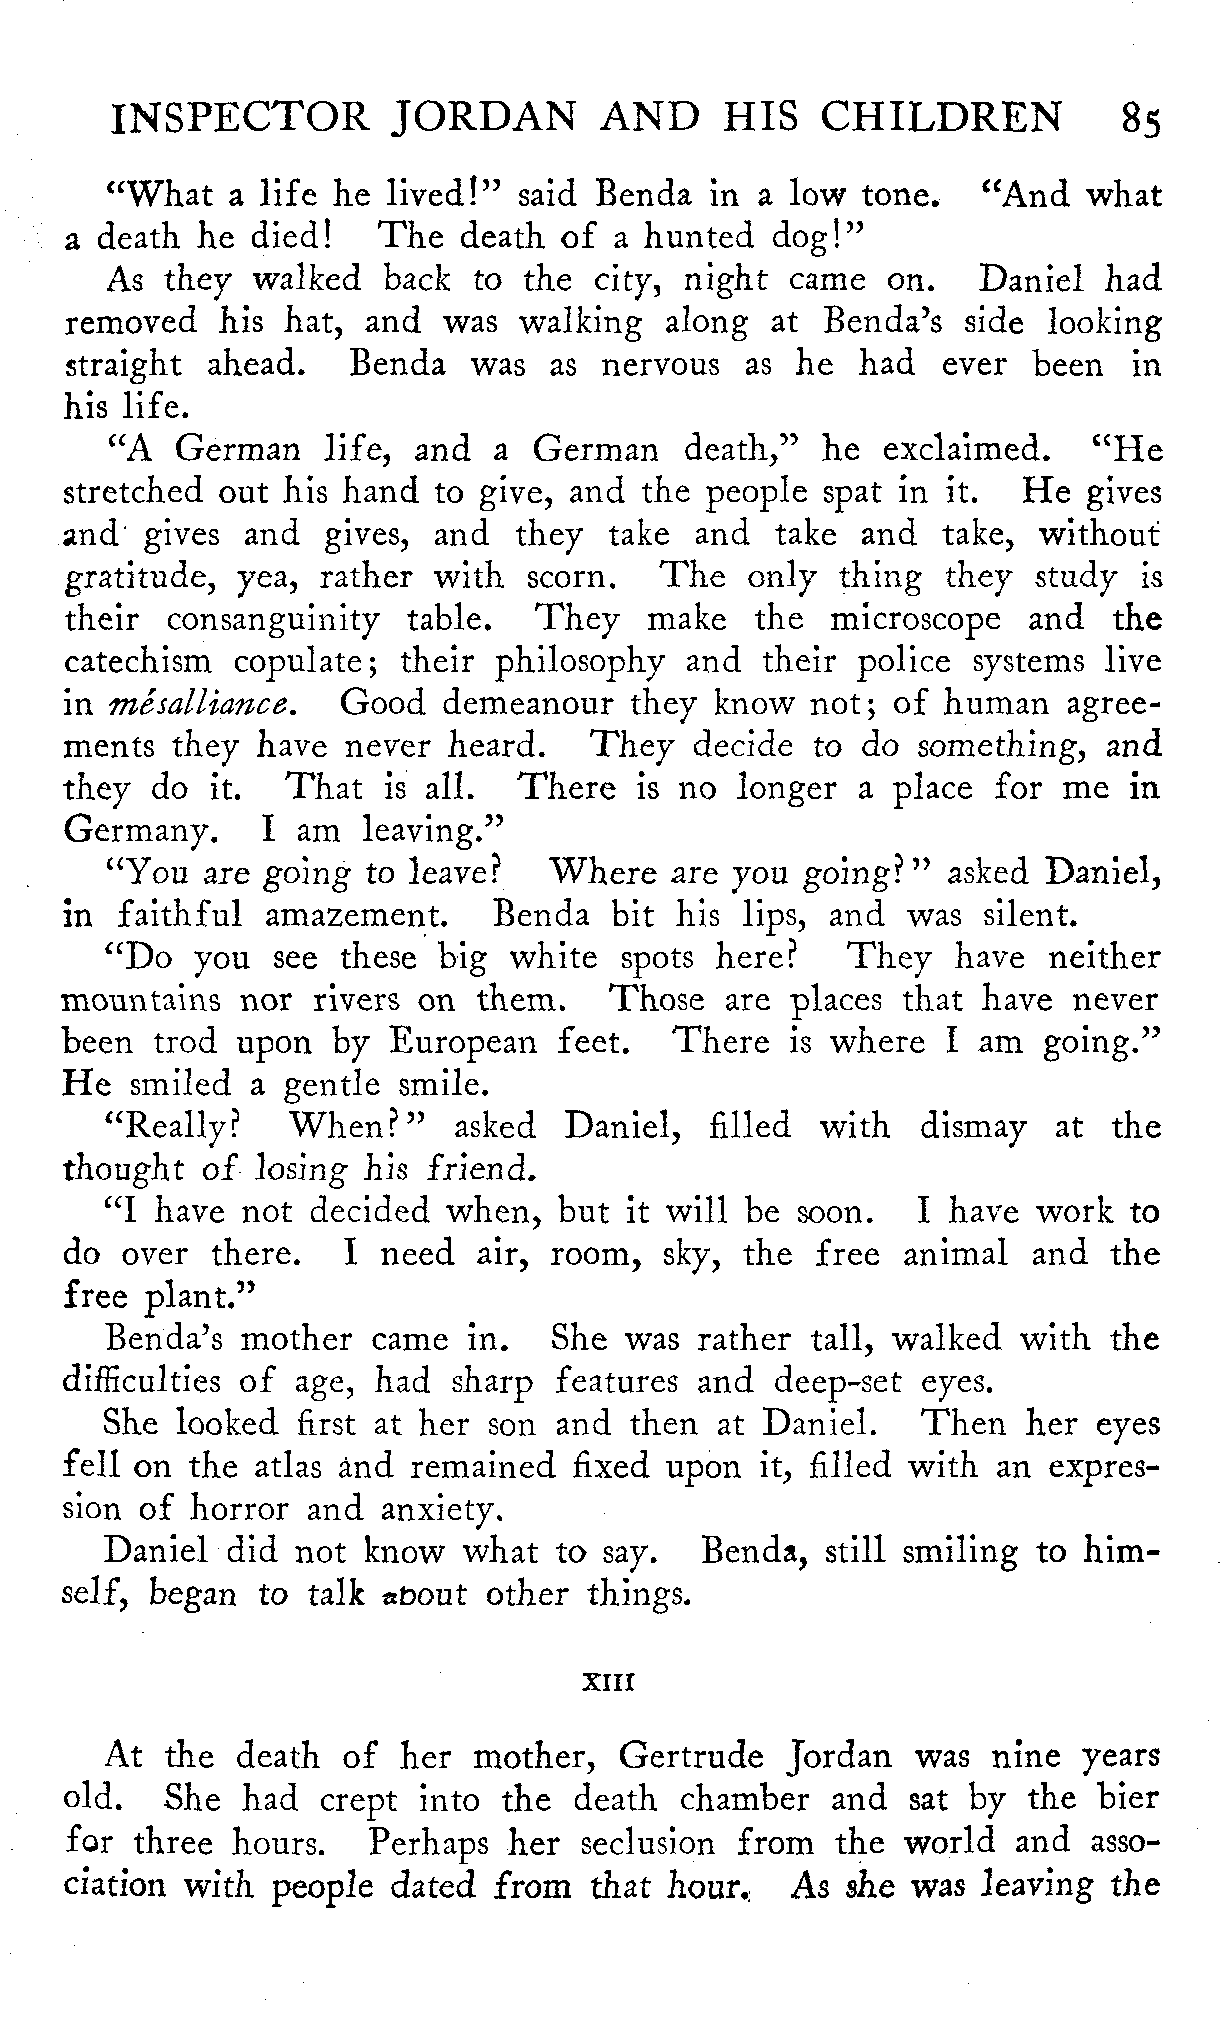 INSPECTOR JORDAN AND HIS CHILDREN 85
“What a life he lived!” said Benda in a low tone. “And what
a death he died! The death of a hunted dog!”
As they walked back to the city, night came on. Daniel had
removed his hat, and was walking along at Benda’s side looking
straight ahead. Benda was as nervous as he had ever been in
his life.
“A German life, and a German death,” he exclaimed. “He
stretched out his hand to give, and the people spat in it. He gives
and gives and gives, and they take and take and take, without
gratitude, yea, rather with scorn. The only thing they study is
their consanguinity table. They make the microscope and the
catechism copulate; their philosophy and their police systems live
in mésalliance. Good demeanour they know not; of human agree-
ments they have never heard. They decide to do something, and
they do it. That is all. There is no longer a place for me in
Germany. I am leaving.”
“You are going to leave? Where are you going?” asked Daniel,
in faithful amazement. Benda bit his lips, and was silent.
“Do you see these big white spots here? They have neither
mountains nor rivers on them. Those are places that have never
been trod upon by European feet. There is where I am going.”
He smiled a gentle smile.
“Really? When?” asked Daniel, filled with dismay at the
thought of losing his friend.
“I have not decided when, but it will be soon. I have work to
do over there. I need air, room, sky, the free animal and the
free plant.”
Benda’s mother came in. She was rather tall, walked with the
difficulties of age, had sharp features and deep-set eyes.
She looked first at her son and then at Daniel. Then her eyes
fell on the atlas and remained fixed upon it, filled with an expres-
sion of horror and anxiety.
Daniel did not know what to say. Benda, still smiling to him-
self, began to talk about other things.
XIII
At the death of her mother, Gertrude Jordan was nine years
old. She had crept into the death chamber and sat by the bier
for three hours. Perhaps her seclusion from the world and asso-
ciation with people dated from that hour. As she was leaving the